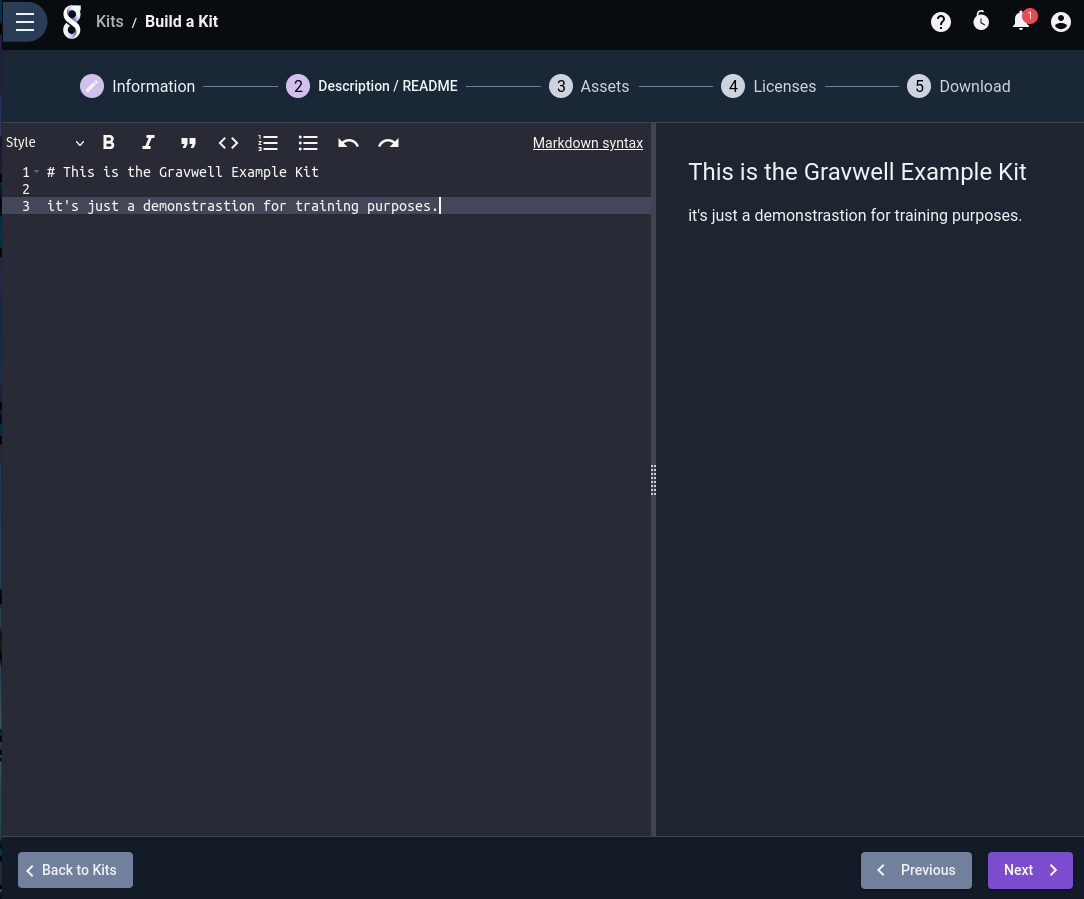 Kits / Build a Kit
1
Information
2 Description / README
3 Assets
4 Licenses
5 Download
Style
Markdown syntax
1 # This is the Gravwell Example Kit
2
3 it's just a demonstrastion for training purposes.
This is the Gravwell Example Kit
it's just a demonstrastion for training purposes.
Back to Kits
Previous
Next